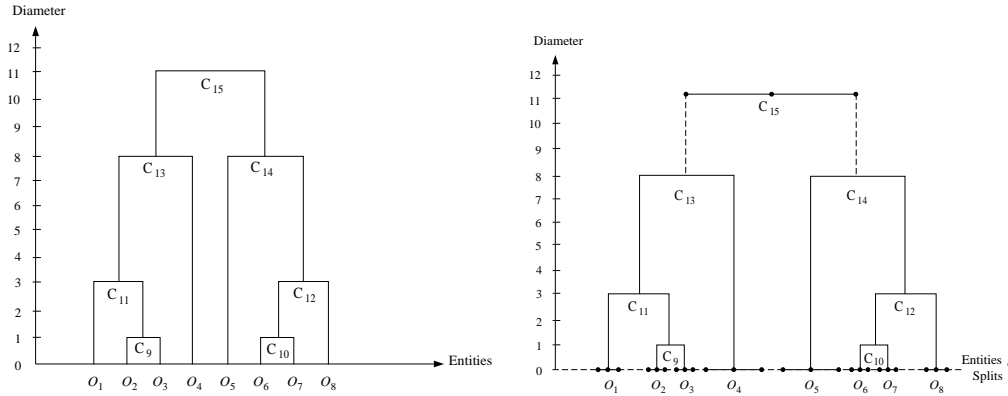 Diameter
12
11
10
9
8
7
6
5
4
3
2
1
0
C15
C13
C14
C11
C12
C9
C10
Entities
O1 O2 O3 O4 O5 O6 O7 O8
Diameter
12
11
10
9
8
7
6
5
4
3
2
1
0
C15
C13
C14
C11
C12
C9
C10
Entities
Splits
O1 O2 O3 O4 O5 O6 O7 O8